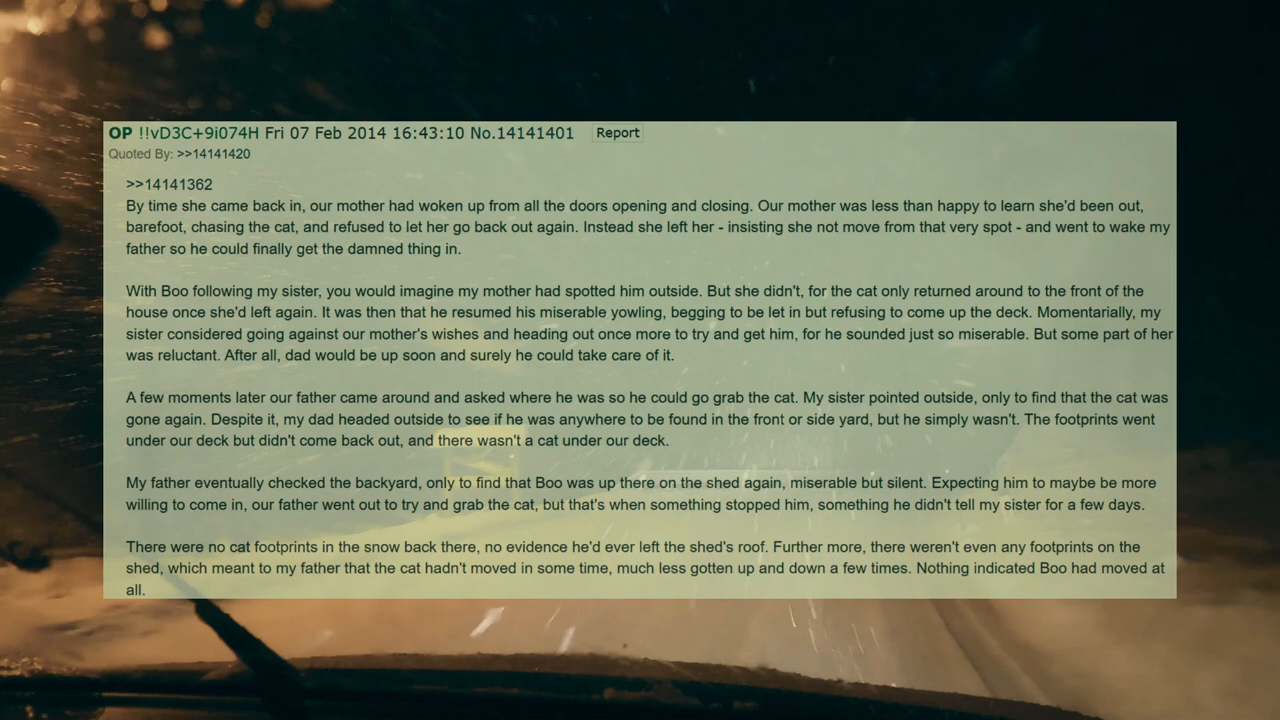 OP !!vD3C+9i074H Fri 07 Feb 2014 16:43:10 No.14141401 Report
Quoted By: >>14141420
>>14141362
By time she came back in, our mother had woken up from all the doors opening and closing. Our mother was less than happy to learn she'd been out,
barefoot, chasing the cat, and refused to let her go back out again. Instead she left her - insisting she not move from that very spot - and went to wake my
father so he could finally get the damned thing in.
With Boo following my sister, you would imagine my mother had spotted him outside. But she didn't, for the cat only returned around to the front of the
house once she'd left again. It was then that he resumed his miserable yowling, begging to be let in but refusing to come up the deck. Momentarially, my
sister considered going against our mother's wishes and heading out once more to try and get him, for he sounded just so miserable. But some part of her
was reluctant. After all, dad would be up soon and surely he could take care of it.
A few moments later our father came around and asked where he was so he could go grab the cat. My sister pointed outside, only to find that the cat was
gone again. Despite it, my dad headed outside to see if he was anywhere to be found in the front or side yard, but he simply wasn't. The footprints went
under our deck but didn't come back out, and there wasn't a cat under our deck.
My father eventually checked the backyard, only to find that Boo was up there on the shed again, miserable but silent. Expecting him to maybe be more
willing to come in, our father went out to try and grab the cat, but that's when something stopped him, something he didn't tell my sister for a few days.
There were no cat footprints in the snow back there, no evidence he'd ever left the shed's roof. Further more, there weren't even any footprints on the
shed, which meant to my father that the cat hadn't moved in some time, much less gotten up and down a few times. Nothing indicated Boo had moved at
all.